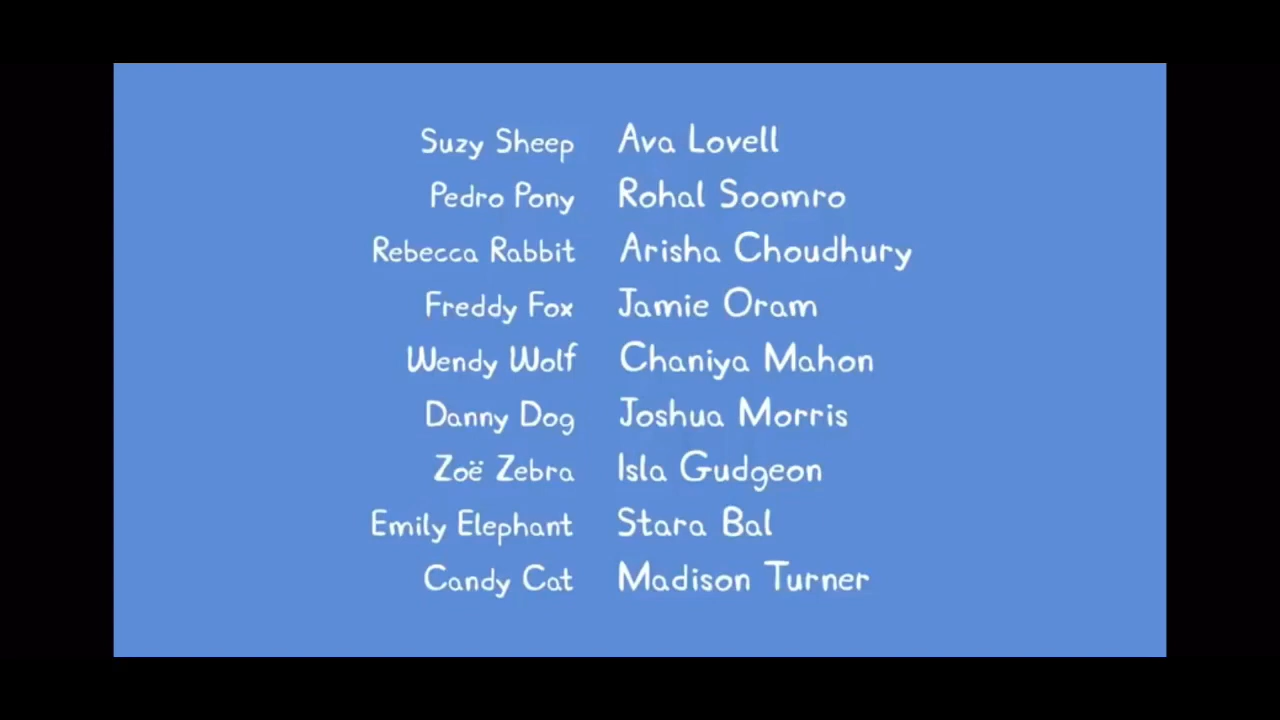 Suzy Sheep Ava Lovell
Pedro Pony Rohal Soomro
Rebecca Rabbit Arisha Choudhury
Freddy Fox Jamie Oram
Wendy Wolf Chaniya Mahon
Danny Dog Joshua Morris
Zoë Zebra Isla Gudgeon
Emily Elephant Stara Bal
Candy Cat Madison Turner